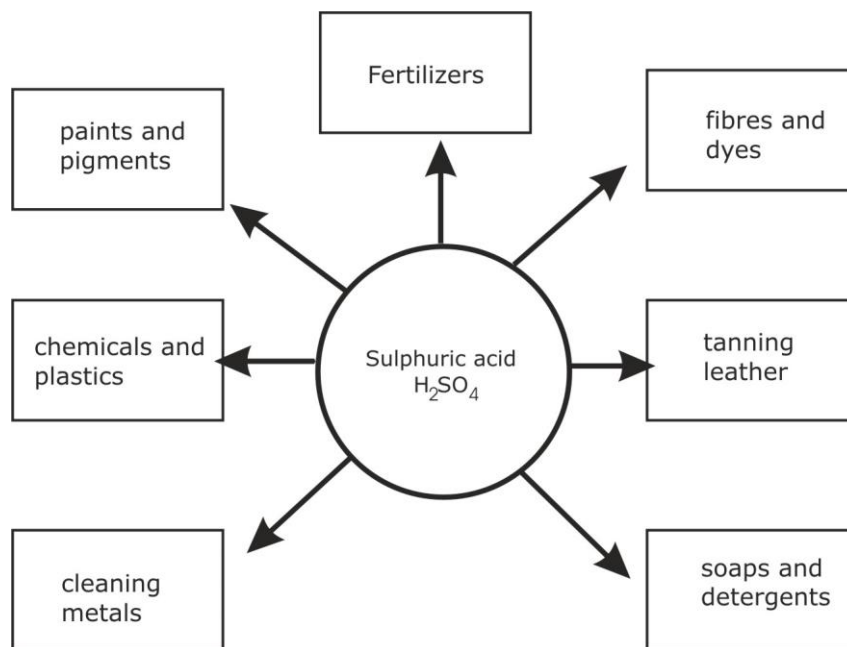 Fertilizers
paints and
pigments
fibres and
dyes
chemicals and
plastics
Sulphuric acid
H₂SO₄
tanning
leather
cleaning
metals
soaps and
detergents